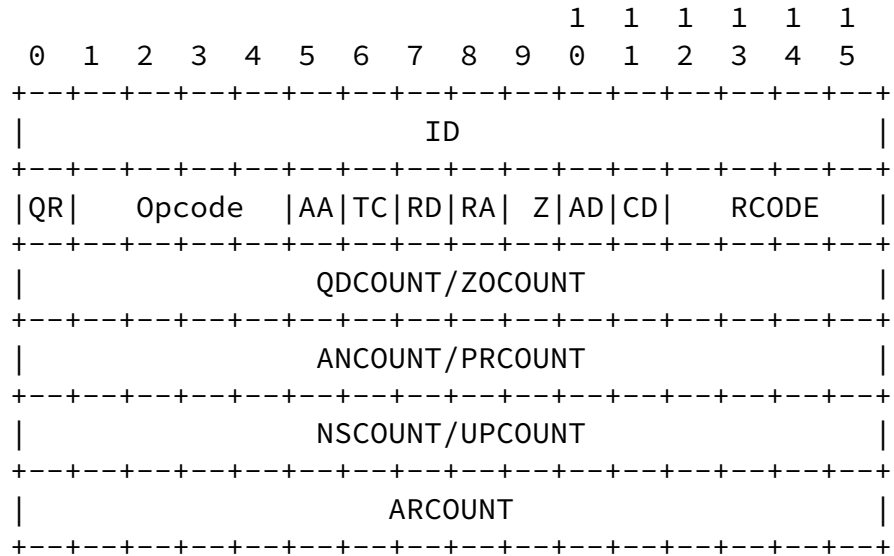 1  1  1  1  1  1
  0  1  2  3  4  5  6  7  8  9  0  1  2  3  4  5
+--+--+--+--+--+--+--+--+--+--+--+--+--+--+--+--+
|                      ID                       |
+--+--+--+--+--+--+--+--+--+--+--+--+--+--+--+--+
|QR|   Opcode  |AA|TC|RD|RA| Z|AD|CD|   RCODE   |
+--+--+--+--+--+--+--+--+--+--+--+--+--+--+--+--+
|                QDCOUNT/ZOCOUNT                |
+--+--+--+--+--+--+--+--+--+--+--+--+--+--+--+--+
|                ANCOUNT/PRCOUNT                |
+--+--+--+--+--+--+--+--+--+--+--+--+--+--+--+--+
|                NSCOUNT/UPCOUNT                |
+--+--+--+--+--+--+--+--+--+--+--+--+--+--+--+--+
|                    ARCOUNT                    |
+--+--+--+--+--+--+--+--+--+--+--+--+--+--+--+--+